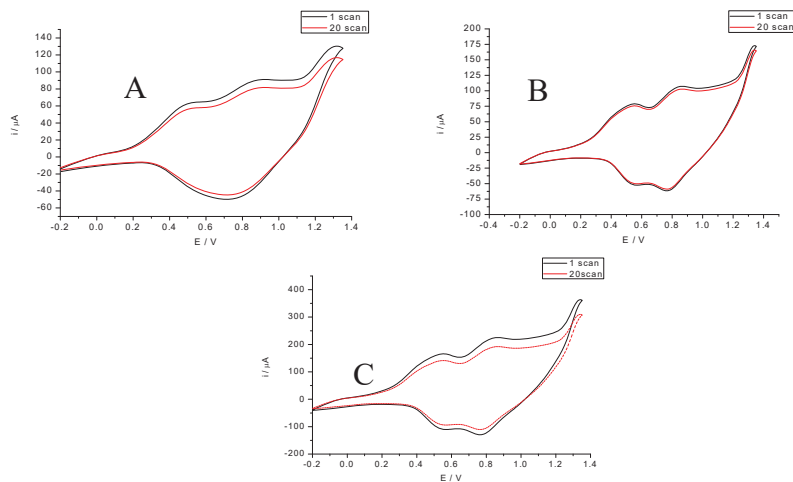 1 scan
20 scan
A
i / μA
140
120
100
80
60
40
20
0
-20
-40
-60
-0.2 0.0 0.2 0.4 0.6 0.8 1.0 1.2 1.4
E / V
1 scan
20 scan
B
i / μA
200
175
150
125
100
75
50
25
0
-25
-50
-75
-100
-0.4 -0.2 0.0 0.2 0.4 0.6 0.8 1.0 1.2 1.4
E / V
1 scan
20scan
C
i / μA
400
300
200
100
0
-100
-200
-0.2 0.0 0.2 0.4 0.6 0.8 1.0 1.2 1.4
E / V